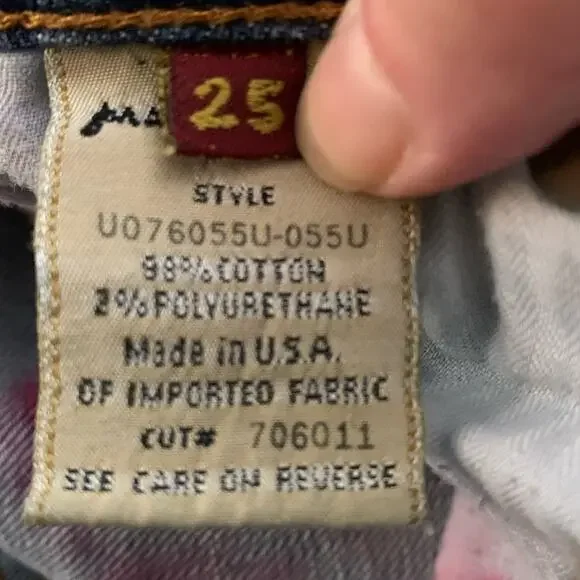 25
STYLE
U076055U-055U
98% COTTON
2% POLYURETHANE
Made in U.S.A.
OF IMPORTED FABRIC
CUT# 706011
SEE CARE ON REVERSE